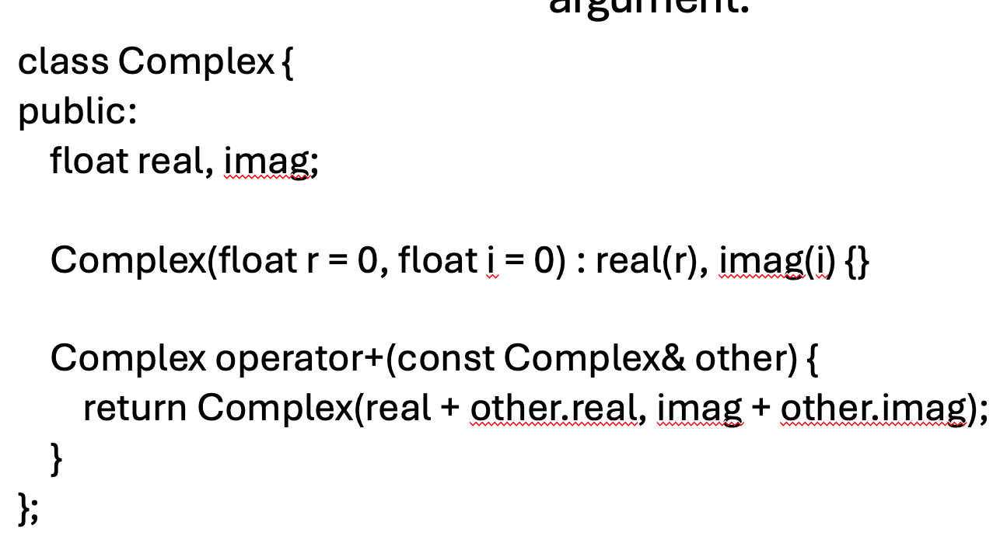 argument.
class Complex {
public:
float real, imag;
Complex(float r = 0, float i = 0) : real(r), imag(i) {}
Complex operator+(const Complex& other) {
return Complex(real + other.real, imag + other.imag);
}
};